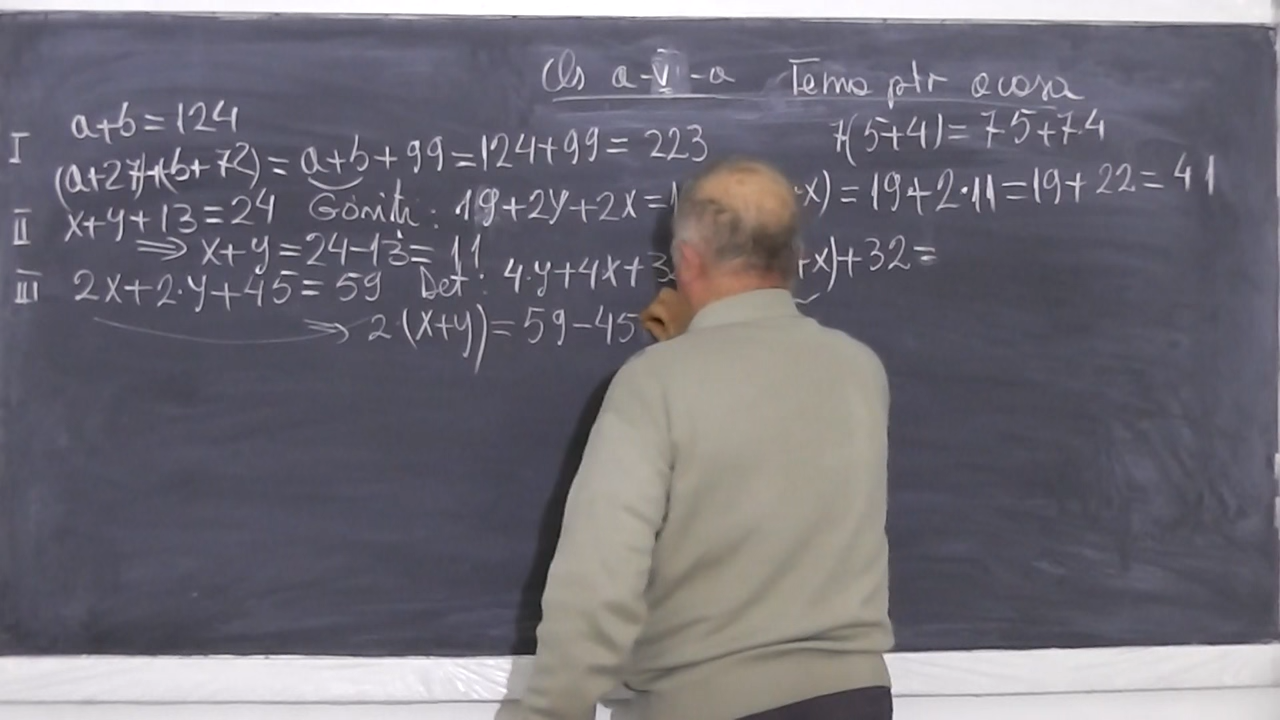 Cls a-V-a Tema ptr acasa
I a+b=124
7(5+4)=7·5+7·4
(a+27)+(b+72)=a+b+99=124+99=223
II x+y+13=24 19+2y+2x= x)=19+2·11=19+22=41
⇒ x+y=24-13=11
III 2x+2·y+45=59 Det: 4·y+4x+3 x)+32=
⇒ 2·(x+y)=59-45